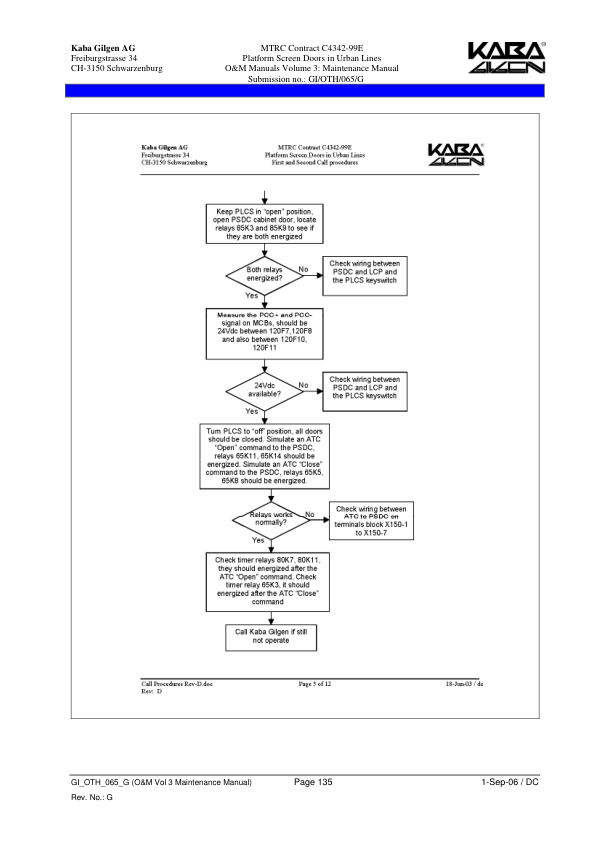 Kaba Gilgen AG
Freiburgstrasse 34
CH-3150 Schwarzenburg
MTRC Contract C4342-99E
Platform Screen Doors in Urban Lines
O&M Manuals Volume 3: Maintenance Manual
Submission no.: GI/OTH/065/G
KABA®
GILGEN
Kaba Gilgen AG
Freiburgstrasse 34
CH-3150 Schwarzenburg
MTRC Contract C4342-99E
Platform Screen Doors in Urban Lines
First and Second Call procedures
KABA®
GILGEN
Keep PLCS in “open” position,
open PSDC cabinet door, locate
relays 85K3 and 85K9 to see if
they are both energized
Both relays
energized?
No
Yes
Check wiring between
PSDC and LCP and
the PLCS keyswitch
Measure the PCC+ and PCC-
signal on MCBs, should be
24Vdc between 120F7,120F8
and also between 120F10,
120F11
24Vdc
available?
No
Yes
Check wiring between
PSDC and LCP and
the PLCS keyswitch
Turn PLCS to “off” position, all doors
should be closed. Simulate an ATC
“Open” command to the PSDC,
relays 65K11, 65K14 should be
energized. Simulate an ATC “Close”
command to the PSDC, relays 65K5,
65K8 should be energized.
Relays works
normally?
No
Yes
Check wiring between
ATC to PSDC on
terminals block X150-1
to X150-7
Check timer relays 80K7, 80K11,
they should energized after the
ATC “Open” command. Check
timer relay 65K3, it should
energized after the ATC “Close”
command
Call Kaba Gilgen if still
not operate
Call Procedures Rev-D.doc
Rev: D
Page 5 of 12
18-Jun-03 / dc
GI_OTH_065_G (O&M Vol 3 Maintenance Manual)
Page 135
1-Sep-06 / DC
Rev. No.: G